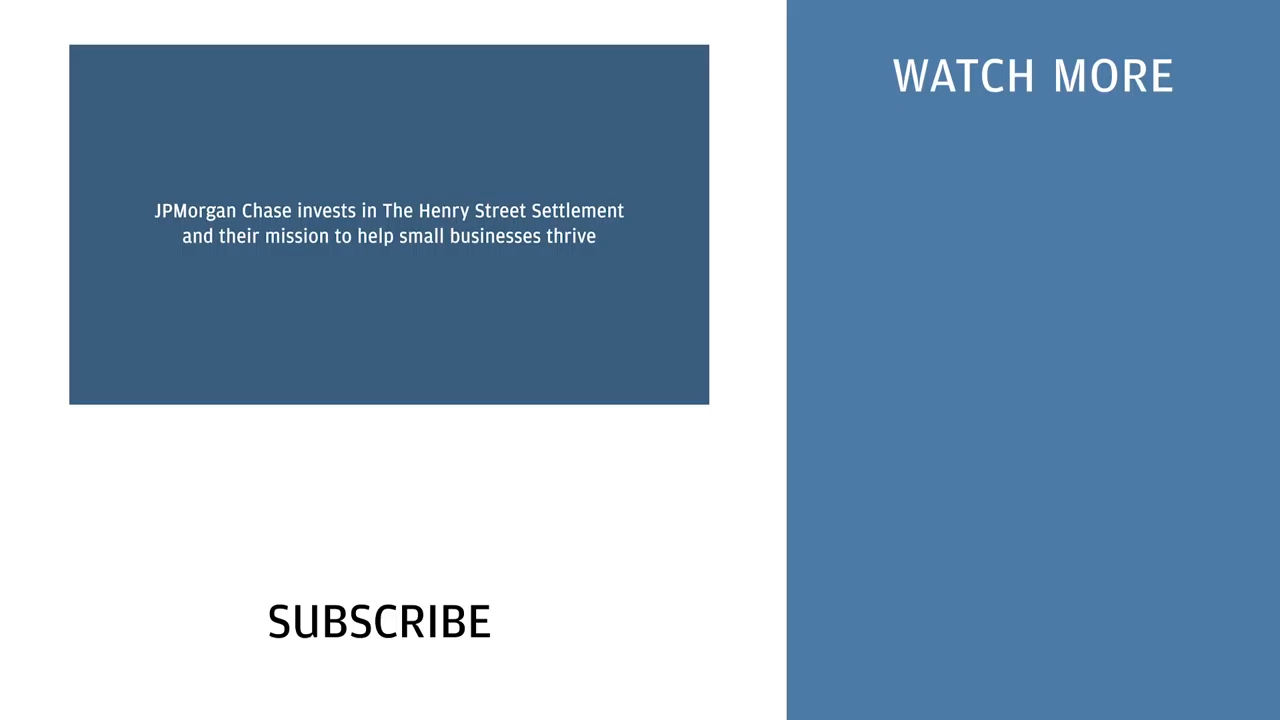 JPMorgan Chase invests in The Henry Street Settlement
and their mission to help small businesses thrive
SUBSCRIBE
WATCH MORE